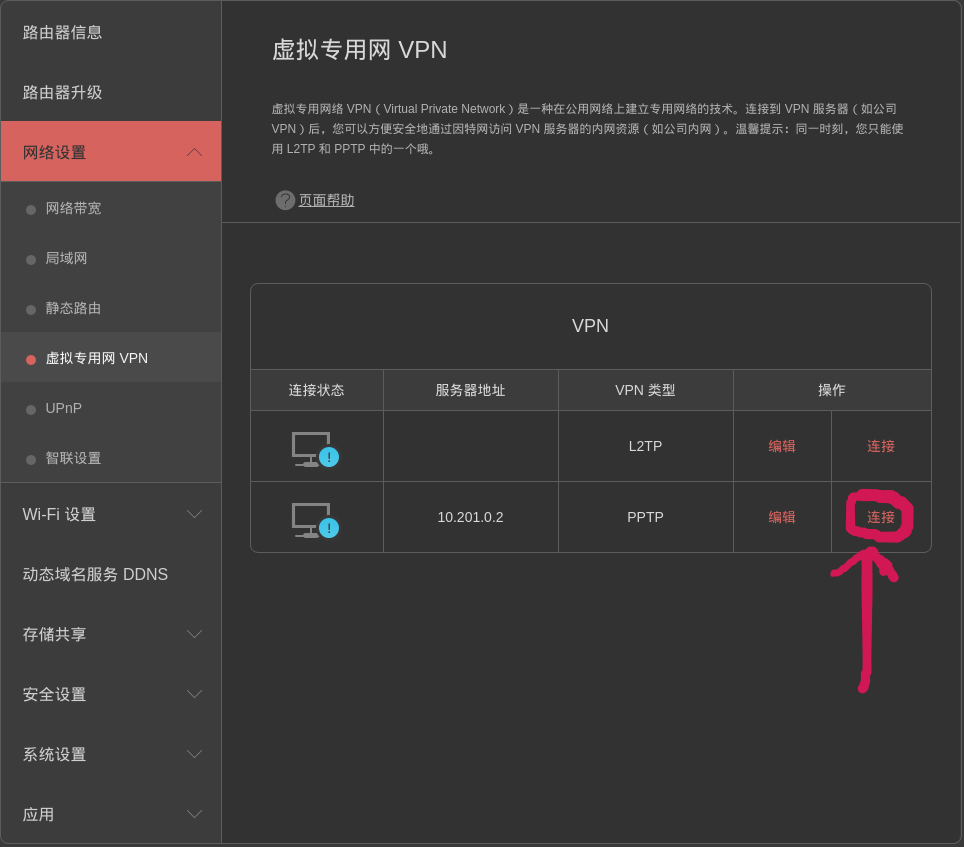 路由器信息
路由器升级
网络设置
网络带宽
局域网
静态路由
虚拟专用网 VPN
UPnP
智联设置
Wi-Fi 设置
动态域名服务 DDNS
存储共享
安全设置
系统设置
应用
虚拟专用网 VPN
虚拟专用网络 VPN ( Virtual Private Network ) 是一种在公用网络上建立专用网络的技术。连接到 VPN 服务器 ( 如公司
VPN ) 后，您可以方便安全地通过因特网访问 VPN 服务器的内网资源 ( 如公司内网 ) 。温馨提示：同一时刻，您只能使
用 L2TP 和 PPTP 中的一个哦。
? 页面帮助
VPN
连接状态 服务器地址 VPN 类型 操作
! L2TP 编辑 连接
! 10.201.0.2 PPTP 编辑 连接